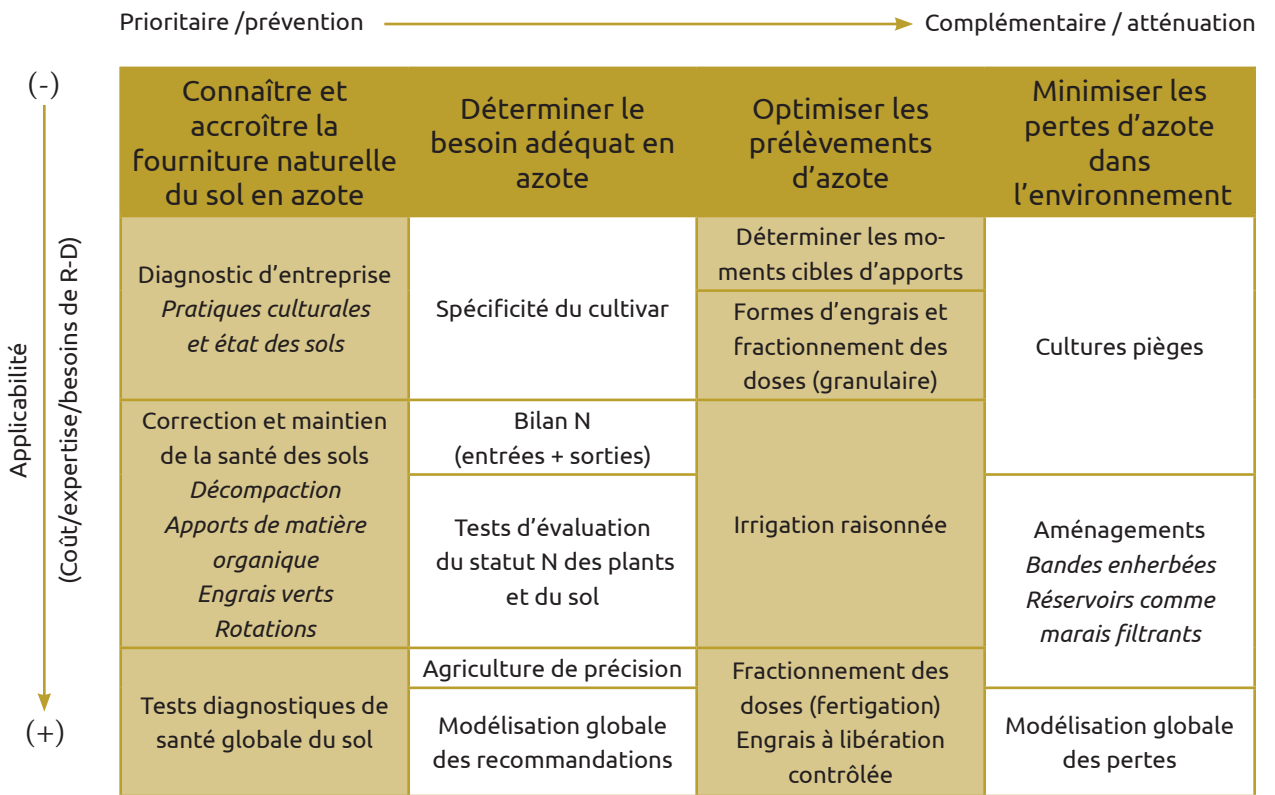 Prioritaire /prévention
Complémentaire / atténuation
(-)
Applicabilité
(Coût/expertise/besoins de R-D)
(+)
Connaître et
accroître la
fourniture naturelle
du sol en azote
Déterminer le
besoin adéquat en
azote
Optimiser les
prélèvements
d'azote
Minimiser les
pertes d'azote
dans
l'environnement
Diagnostic d'entreprise
Pratiques culturales
et état des sols
Correction et maintien
de la santé des sols
Décompaction
Apports de matière
organique
Engrais verts
Rotations
Tests diagnostiques de
santé globale du sol
Spécificité du cultivar
Bilan N
(entrées + sorties)
Tests d'évaluation
du statut N des plants
et du sol
Agriculture de précision
Modélisation globale
des recommandations
Déterminer les mo-
ments cibles d'apports
Formes d'engrais et
fractionnement des
doses (granulaire)
Irrigation raisonnée
Fractionnement des
doses (fertigation)
Engrais à libération
contrôlée
Cultures pièges
Aménagements
Bandes enherbées
Réservoirs comme
marais filtrants
Modélisation globale
des pertes